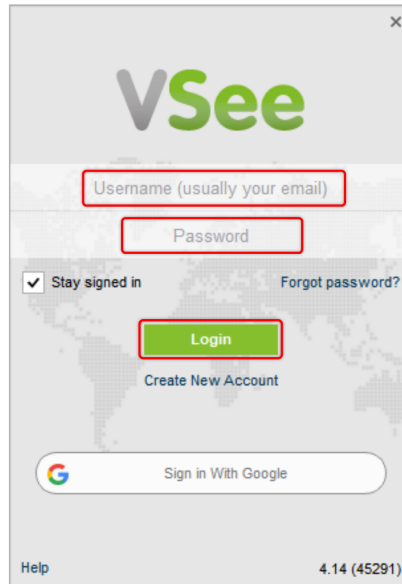 VSee
Username (usually your email)
Password
Stay signed in
Forgot password?
Login
Create New Account
Sign in With Google
Help
4.14 (45291)